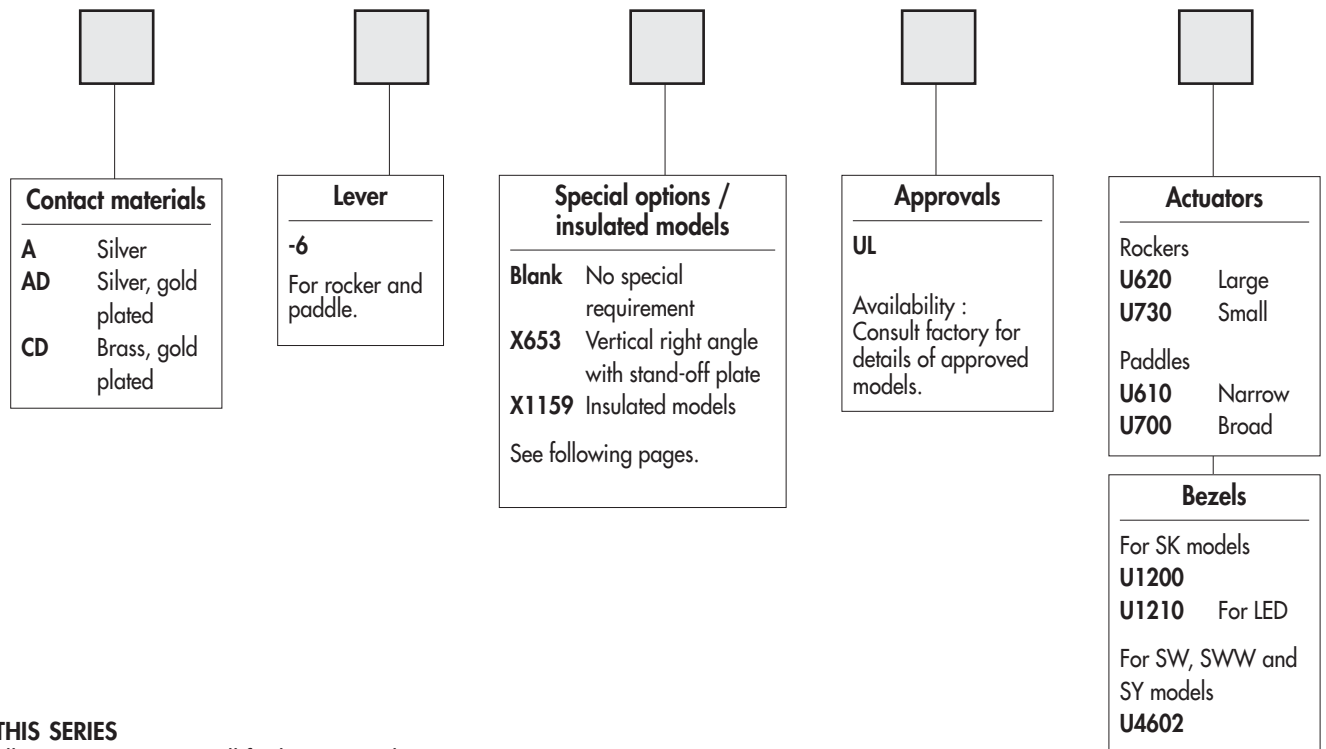 Contact materials
A Silver
AD Silver, gold
plated
CD Brass, gold
plated
Lever
-6
For rocker and
paddle.
Special options /
insulated models
Blank No special
requirement
X653 Vertical right angle
with stand-off plate
X1159 Insulated models
See following pages.
Approvals
UL
Availability :
Consult factory for
details of approved
models.
Actuators
Rockers
U620 Large
U730 Small
Paddles
U610 Narrow
U700 Broad
Bezels
For SK models
U1200
U1210 For LED
For SW, SWW and
SY models
U4602
THIS SERIES